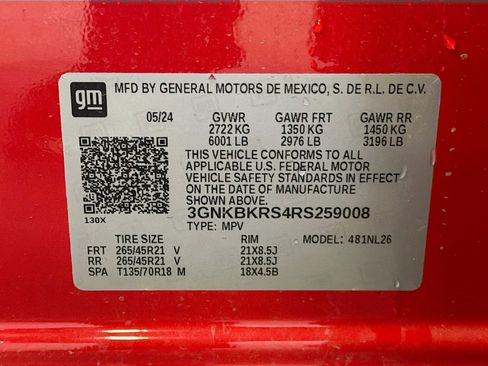 gm
MFD BY GENERAL MOTORS DE MEXICO, S. DE R.L. DE C.V.
05/24 GVWR GAWR FRT GAWR RR
2722 KG 1350 KG 1450 KG
6001 LB 2976 LB 3196 LB
THIS VEHICLE CONFORMS TO ALL
APPLICABLE U.S. FEDERAL MOTOR
VEHICLE SAFETY STANDARDS IN EFFECT
ON THE DATE OF MANUFACTURE
SHOWN ABOVE.
130X 3GNKBKRS4RS259008
TYPE: MPV
TIRE SIZE RIM MODEL: 481NL26
FRT 265/45R21 V 21X8.5J
RR 265/45R21 V 21X8.5J
SPA T135/70R18 M 18X4.5B